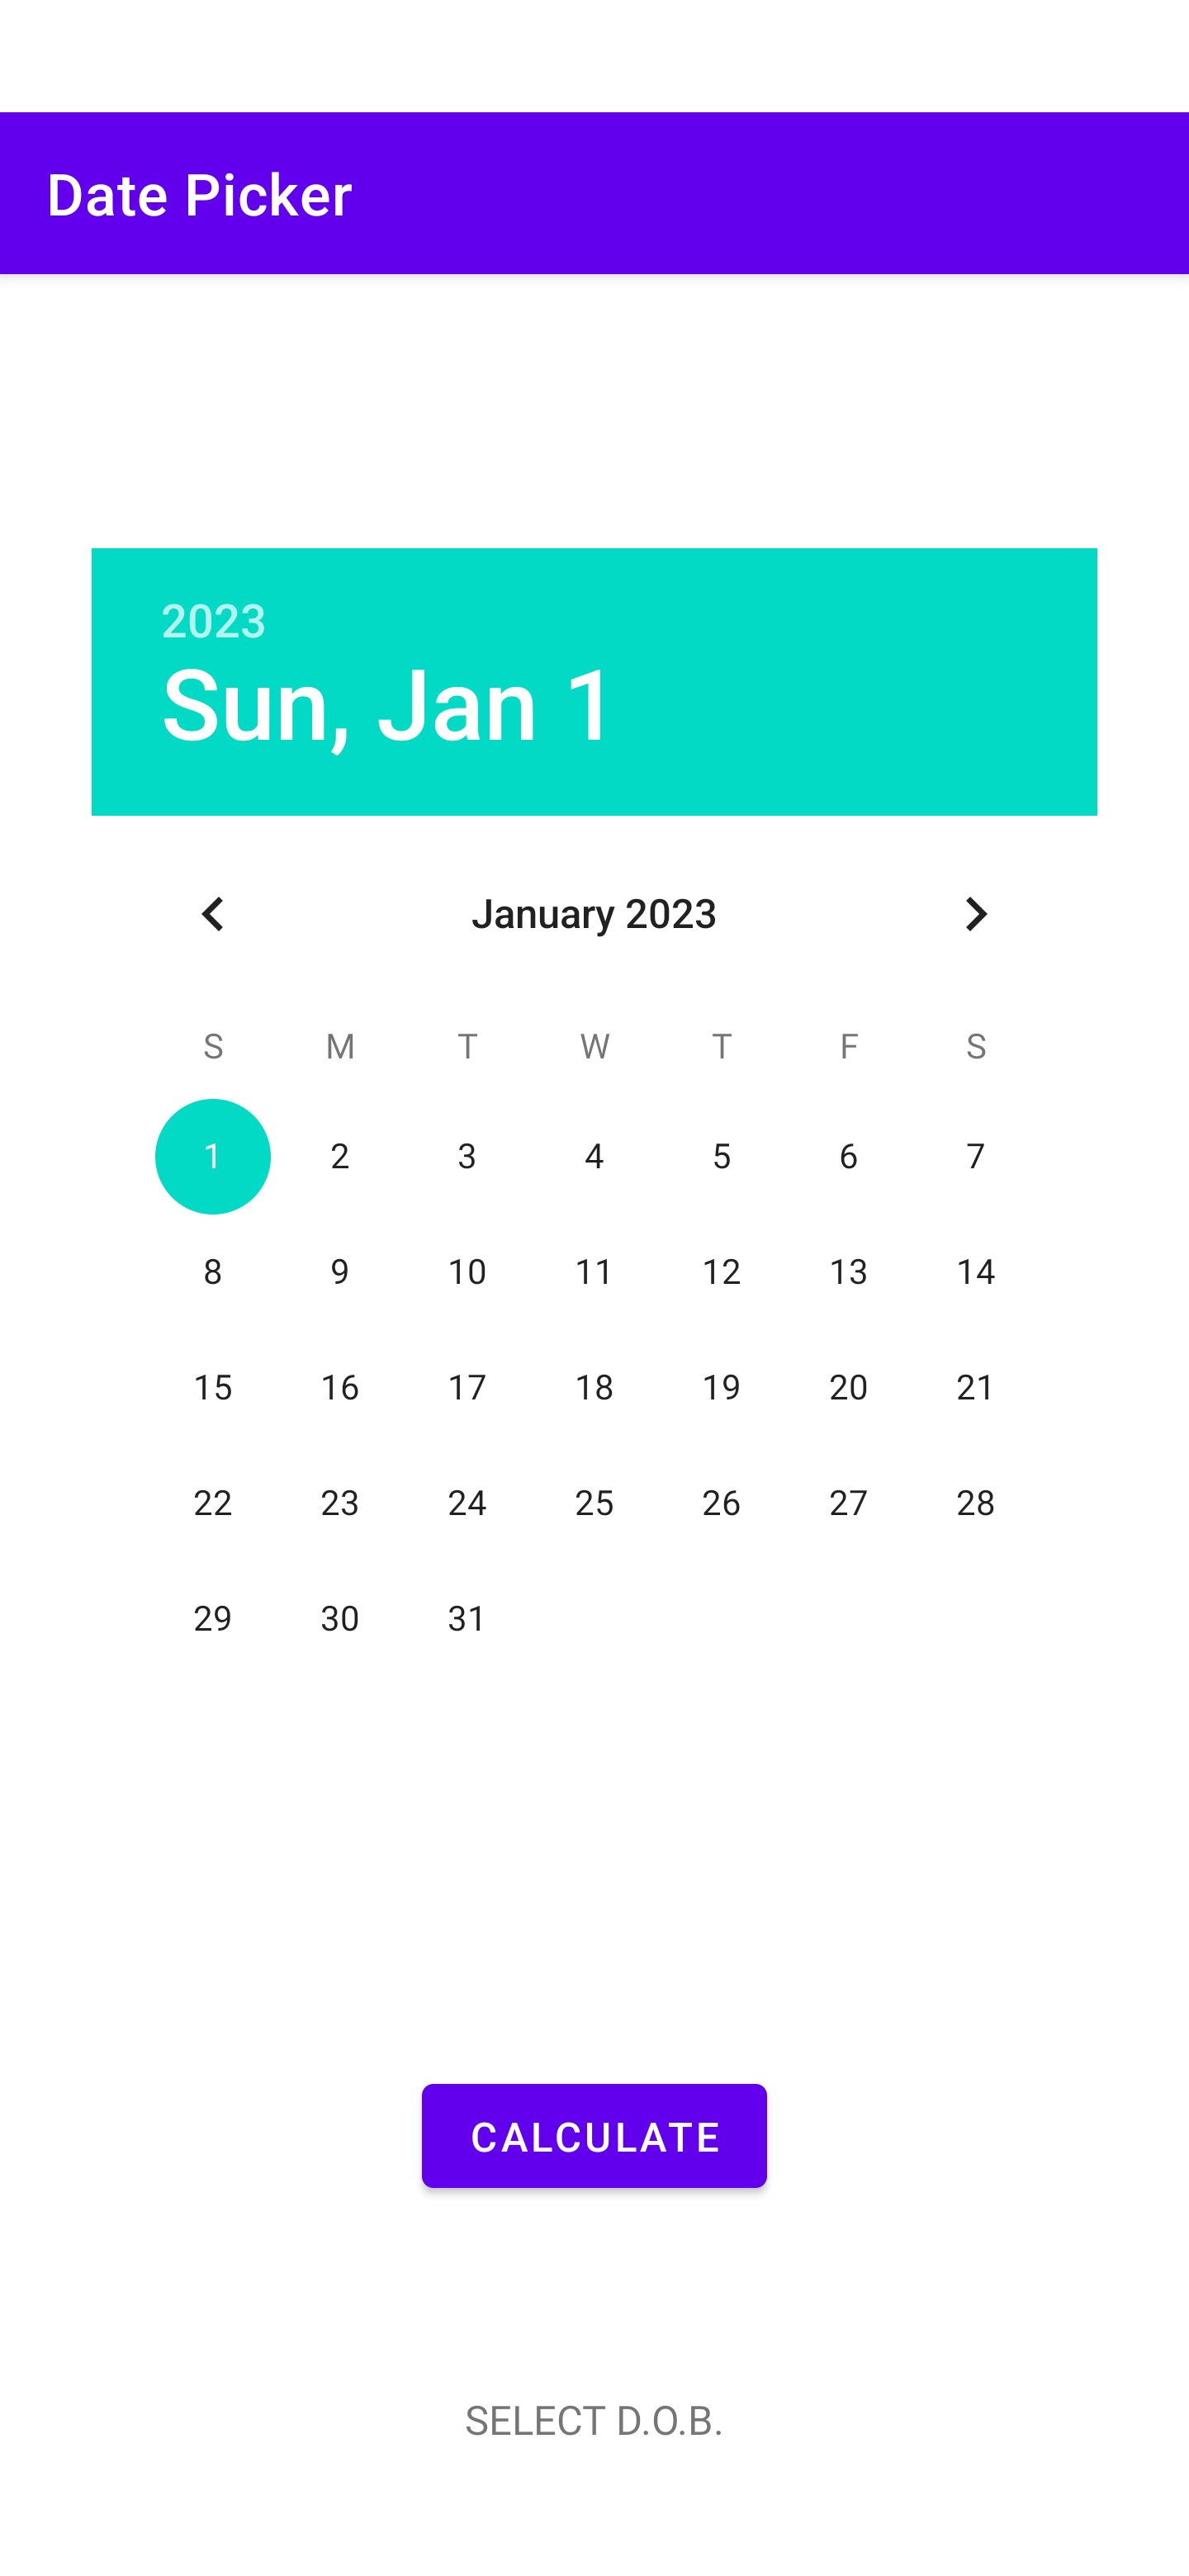 Date Picker
2023
Sun, Jan 1
January 2023
S M T W T F S
1 2 3 4 5 6 7
8 9 10 11 12 13 14
15 16 17 18 19 20 21
22 23 24 25 26 27 28
29 30 31
CALCULATE
SELECT D.O.B.